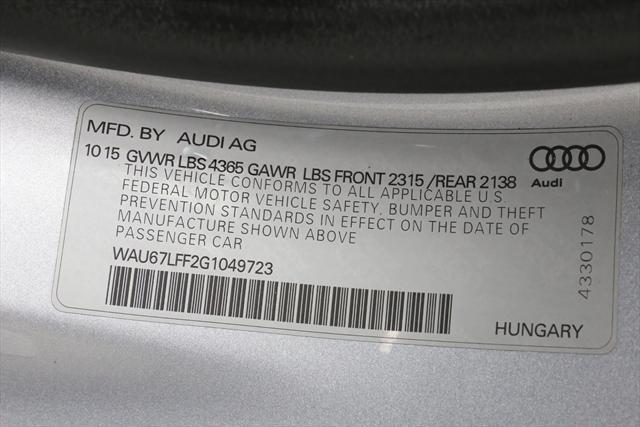 MFD. BY AUDI AG
10 15 GVWR LBS 4365 GAWR LBS FRONT 2315 /REAR 2138
THIS VEHICLE CONFORMS TO ALL APPLICABLE U.S.
FEDERAL MOTOR VEHICLE SAFETY, BUMPER AND THEFT
PREVENTION STANDARDS IN EFFECT ON THE DATE OF
MANUFACTURE SHOWN ABOVE
PASSENGER CAR
WAU67LFF2G1049723
Audi
4330178
HUNGARY